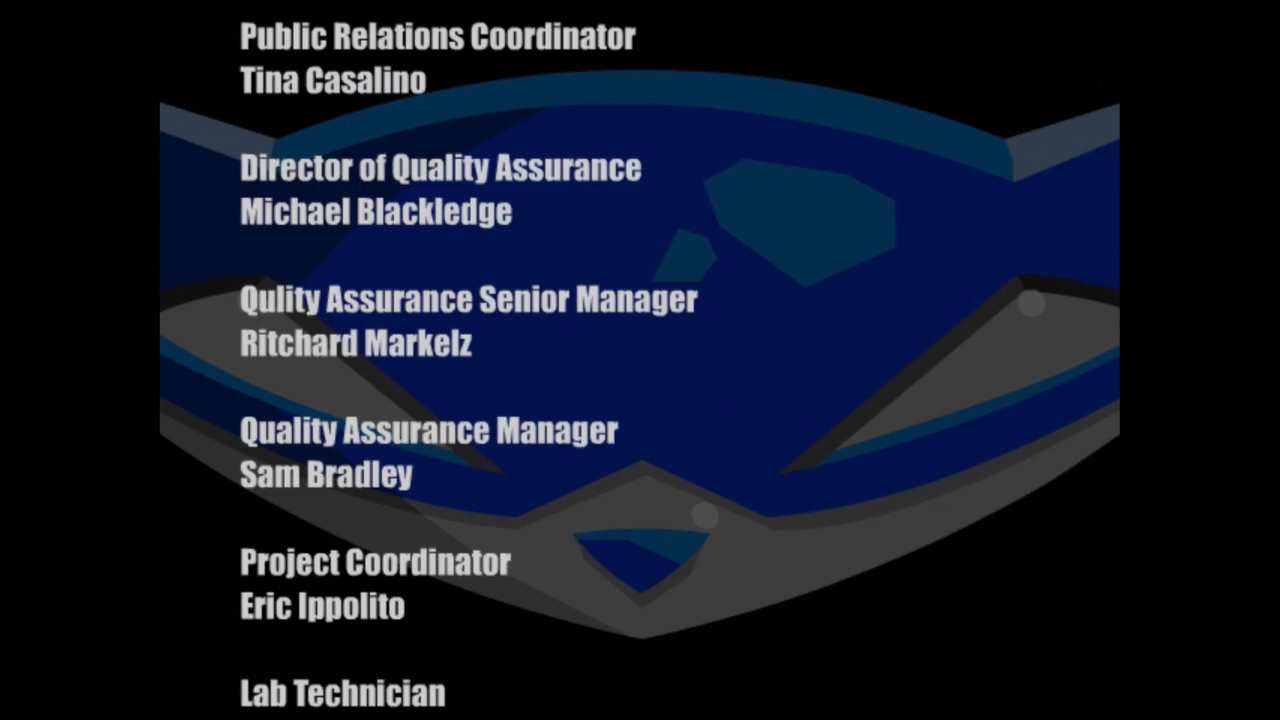 Public Relations Coordinator
Tina Casalino
Director of Quality Assurance
Michael Blackledge
Qulity Assurance Senior Manager
Ritchard Markelz
Quality Assurance Manager
Sam Bradley
Project Coordinator
Eric Ippolito
Lab Technician